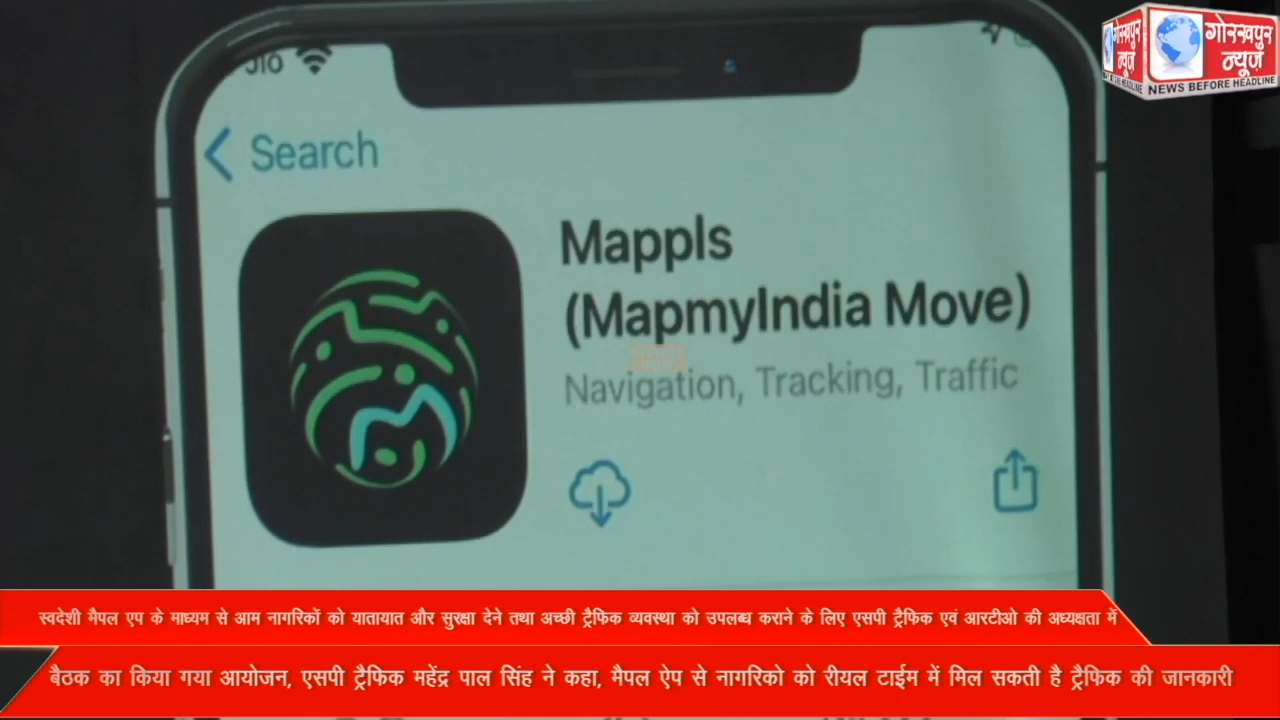 JIO
गोरखपुर
न्यूज़
NEWS BEFORE HEADLINE
Search
Mappls
(MapmyIndia Move)
Navigation, Tracking, Traffic
स्वदेशी मैपल एप के माध्यम से आम नागरिकों को यातायात और सुरक्षा देने तथा अच्छी ट्रैफिक व्यवस्था को उपलब्ध कराने के लिए एसपी ट्रैफिक एवं आरटीओ की अध्यक्षता में
बैठक का किया गया आयोजन, एसपी ट्रैफिक महेंद्र पाल सिंह ने कहा, मैपल ऐप से नागरिको को रीयल टाईम में मिल सकती है ट्रैफिक की जानकारी